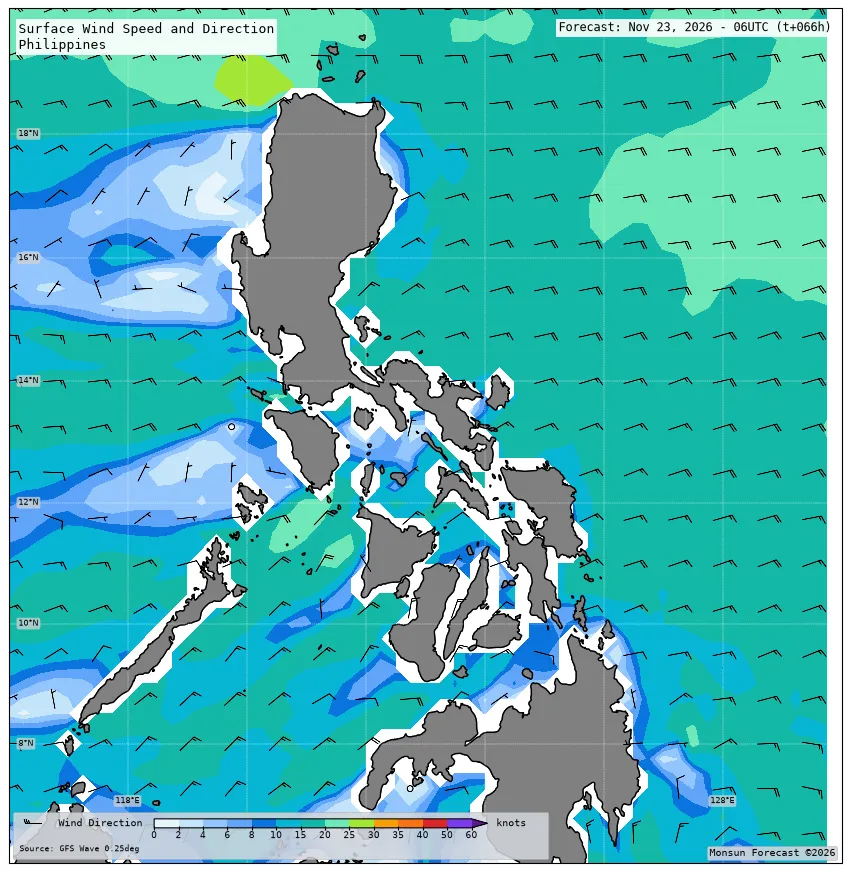 Surface Wind Speed and Direction
Philippines
Forecast: Nov 23, 2026 - 06UTC (t+066h)
18°N
16°N
14°N
12°N
10°N
8°N
118°E
128°E
Wind Direction
0 2 4 6 8 10 15 20 25 30 35 40 50 60
knots
Source: GFS Wave 0.25deg
Monsun Forecast ©2026